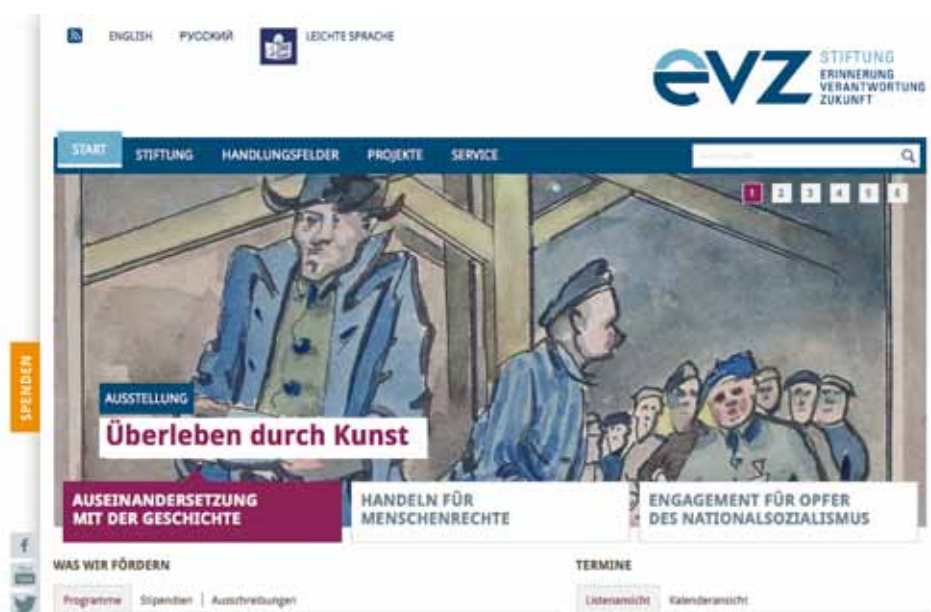 ENGLISH РУССКИЙ LEICHTE SPRACHE
evz STIFTUNG
ERINNERUNG
VERANTWORTUNG
ZUKUNFT
START STIFTUNG HANDLUNGSFELDER PROJEKTE SERVICE
1 2 3 4 5 6
SPENDEN
AUSSTELLUNG
Überleben durch Kunst
AUSEINANDERSETZUNG
MIT DER GESCHICHTE
HANDELN FÜR
MENSCHENRECHTE
ENGAGEMENT FÜR OPFER
DES NATIONALSOZIALISMUS
WAS WIR FÖRDERN
TERMINE
Programme Stipendien | Ausschreibungen
Listenansicht Kalenderansicht